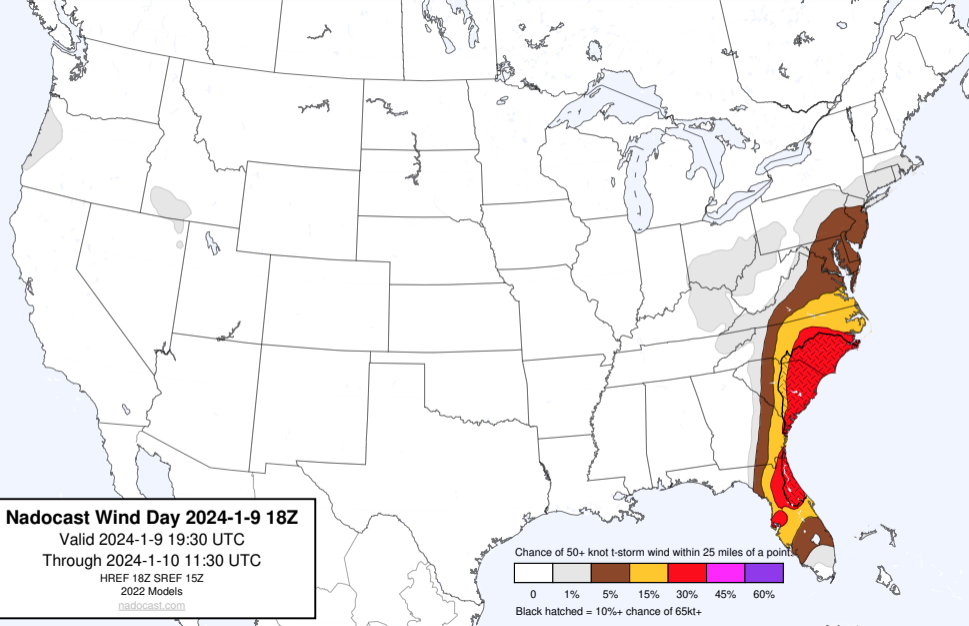 Nadocast Wind Day 2024-1-9 18Z
Valid 2024-1-9 19:30 UTC
Through 2024-1-10 11:30 UTC
HREF 18Z SREF 15Z
2022 Models
nadocast.com
Chance of 50+ knot t-storm wind within 25 miles of a point.
0 1% 5% 15% 30% 45% 60%
Black hatched = 10%+ chance of 65kt+